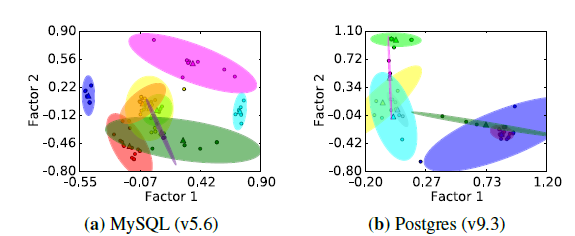 0.90
0.56
0.22
−0.12
−0.46
−0.80
Factor 2
−0.55 −0.07 0.42 0.90
Factor 1
(a) MySQL (v5.6)
1.10
0.72
0.34
−0.04
−0.42
−0.80
Factor 2
−0.20 0.27 0.73 1.20
Factor 1
(b) Postgres (v9.3)